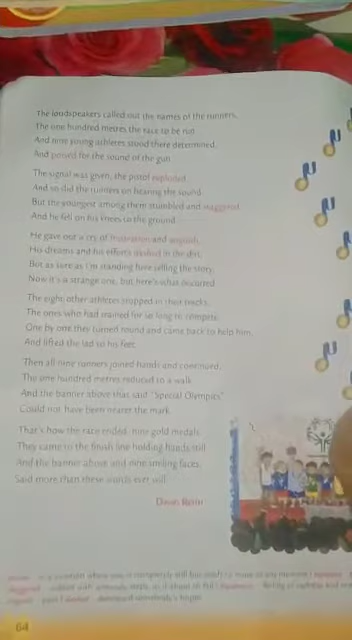 The loudspeakers called out the names of the runners,
The one hundred metres the race to be run.
And nine young athletes stood there determined,
And poised for the sound of the gun.
The signal was given, the pistol exploded
And so did the runners on hearing the sound.
But the youngest among them stumbled and staggered
And he fell on his knees to the ground.
He gave out a cry of frustration and anguish,
His dreams and his efforts dashed in the dirt,
But as sure as I'm standing here telling the story,
Now it's a strange one, but here's what occurred
The eight other athletes stopped in their tracks,
The ones who had trained for so long to compete.
One by one they turned round and came back to help him,
And lifted the lad to his feet.
Then all nine runners joined hands and continued,
The one hundred metres reduced to a walk
And the banner above that said "Special Olympics"
Could not have been nearer the mark.
That's how the race ended, nine gold medals
They came to the finish line holding hands still
And the banner above and nine smiling faces
Said more than these words ever will.
64